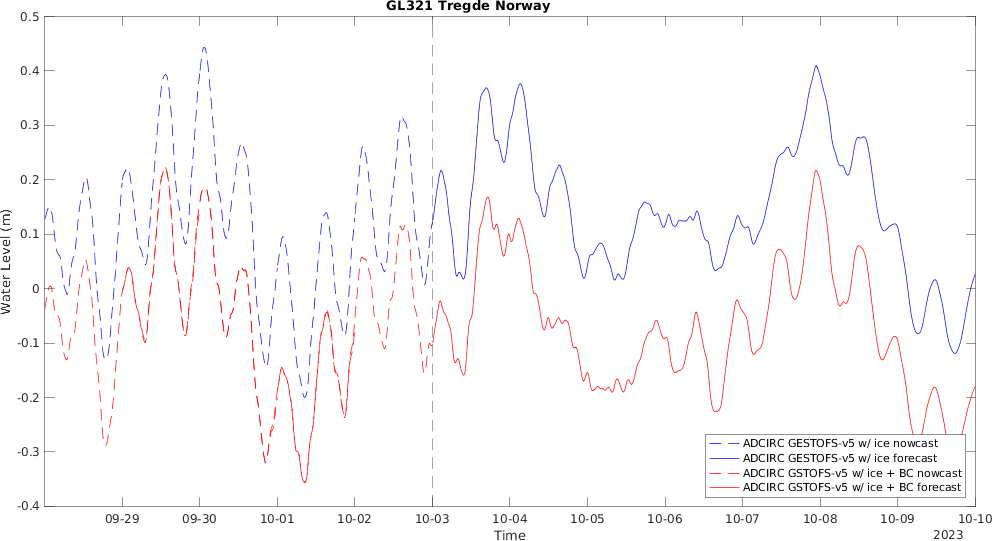 GL321 Tregde Norway
0.5
0.4
0.3
0.2
0.1
0
-0.1
-0.2
-0.3
-0.4
Water Level (m)
ADCIRC GESTOFS-v5 w/ ice nowcast
ADCIRC GESTOFS-v5 w/ ice forecast
ADCIRC GSTOFS-v5 w/ ice + BC nowcast
ADCIRC GSTOFS-v5 w/ ice + BC forecast
09-29 09-30 10-01 10-02 10-03 10-04 10-05 10-06 10-07 10-08 10-09 10-10
Time
2023